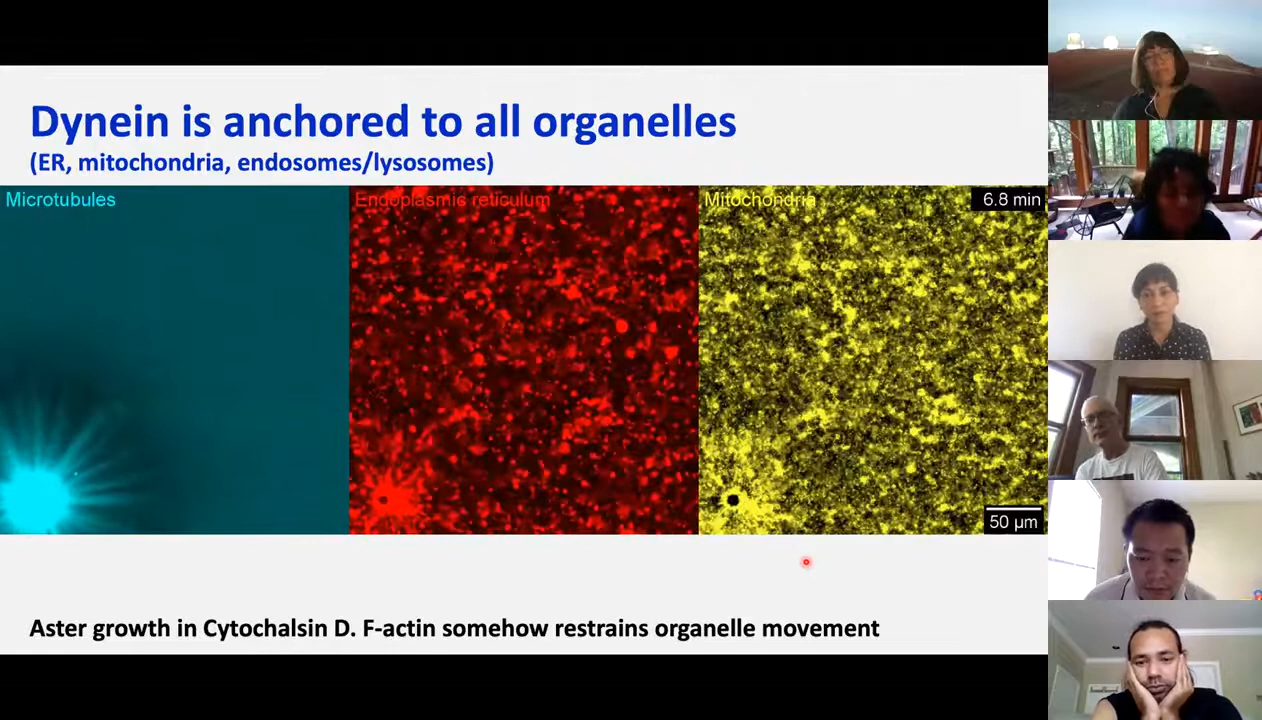 Dynein is anchored to all organelles
(ER, mitochondria, endosomes/lysosomes)
Microtubules
Endoplasmic reticulum
Mitochondria
6.8 min
50 µm
Aster growth in Cytochalsin D. F-actin somehow restrains organelle movement